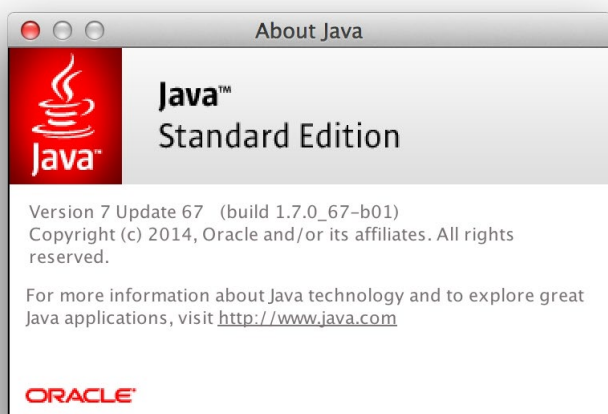 About Java
Java™
Java™
Standard Edition
Version 7 Update 67 (build 1.7.0_67-b01)
Copyright (c) 2014, Oracle and/or its affiliates. All rights
reserved.
For more information about Java technology and to explore great
Java applications, visit http://www.java.com
ORACLE®